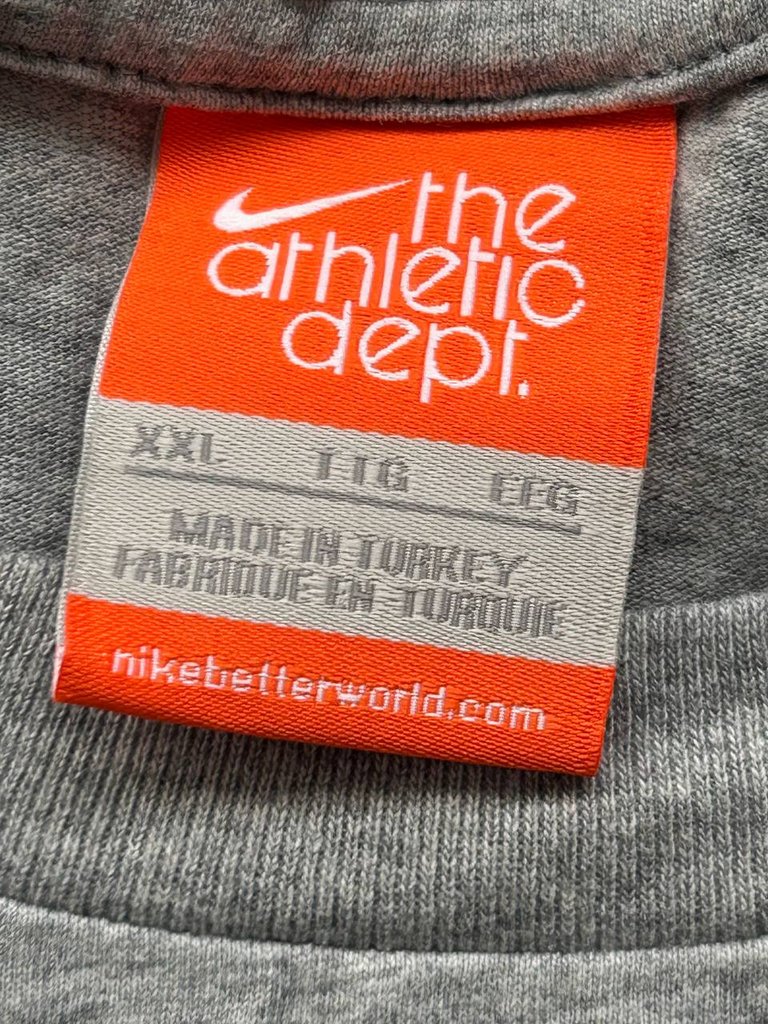 the
athletic
dept.
XXL TTG EEG
MADE IN TURKEY
FABRIQUE EN TURQUIE
nikebetterworld.com